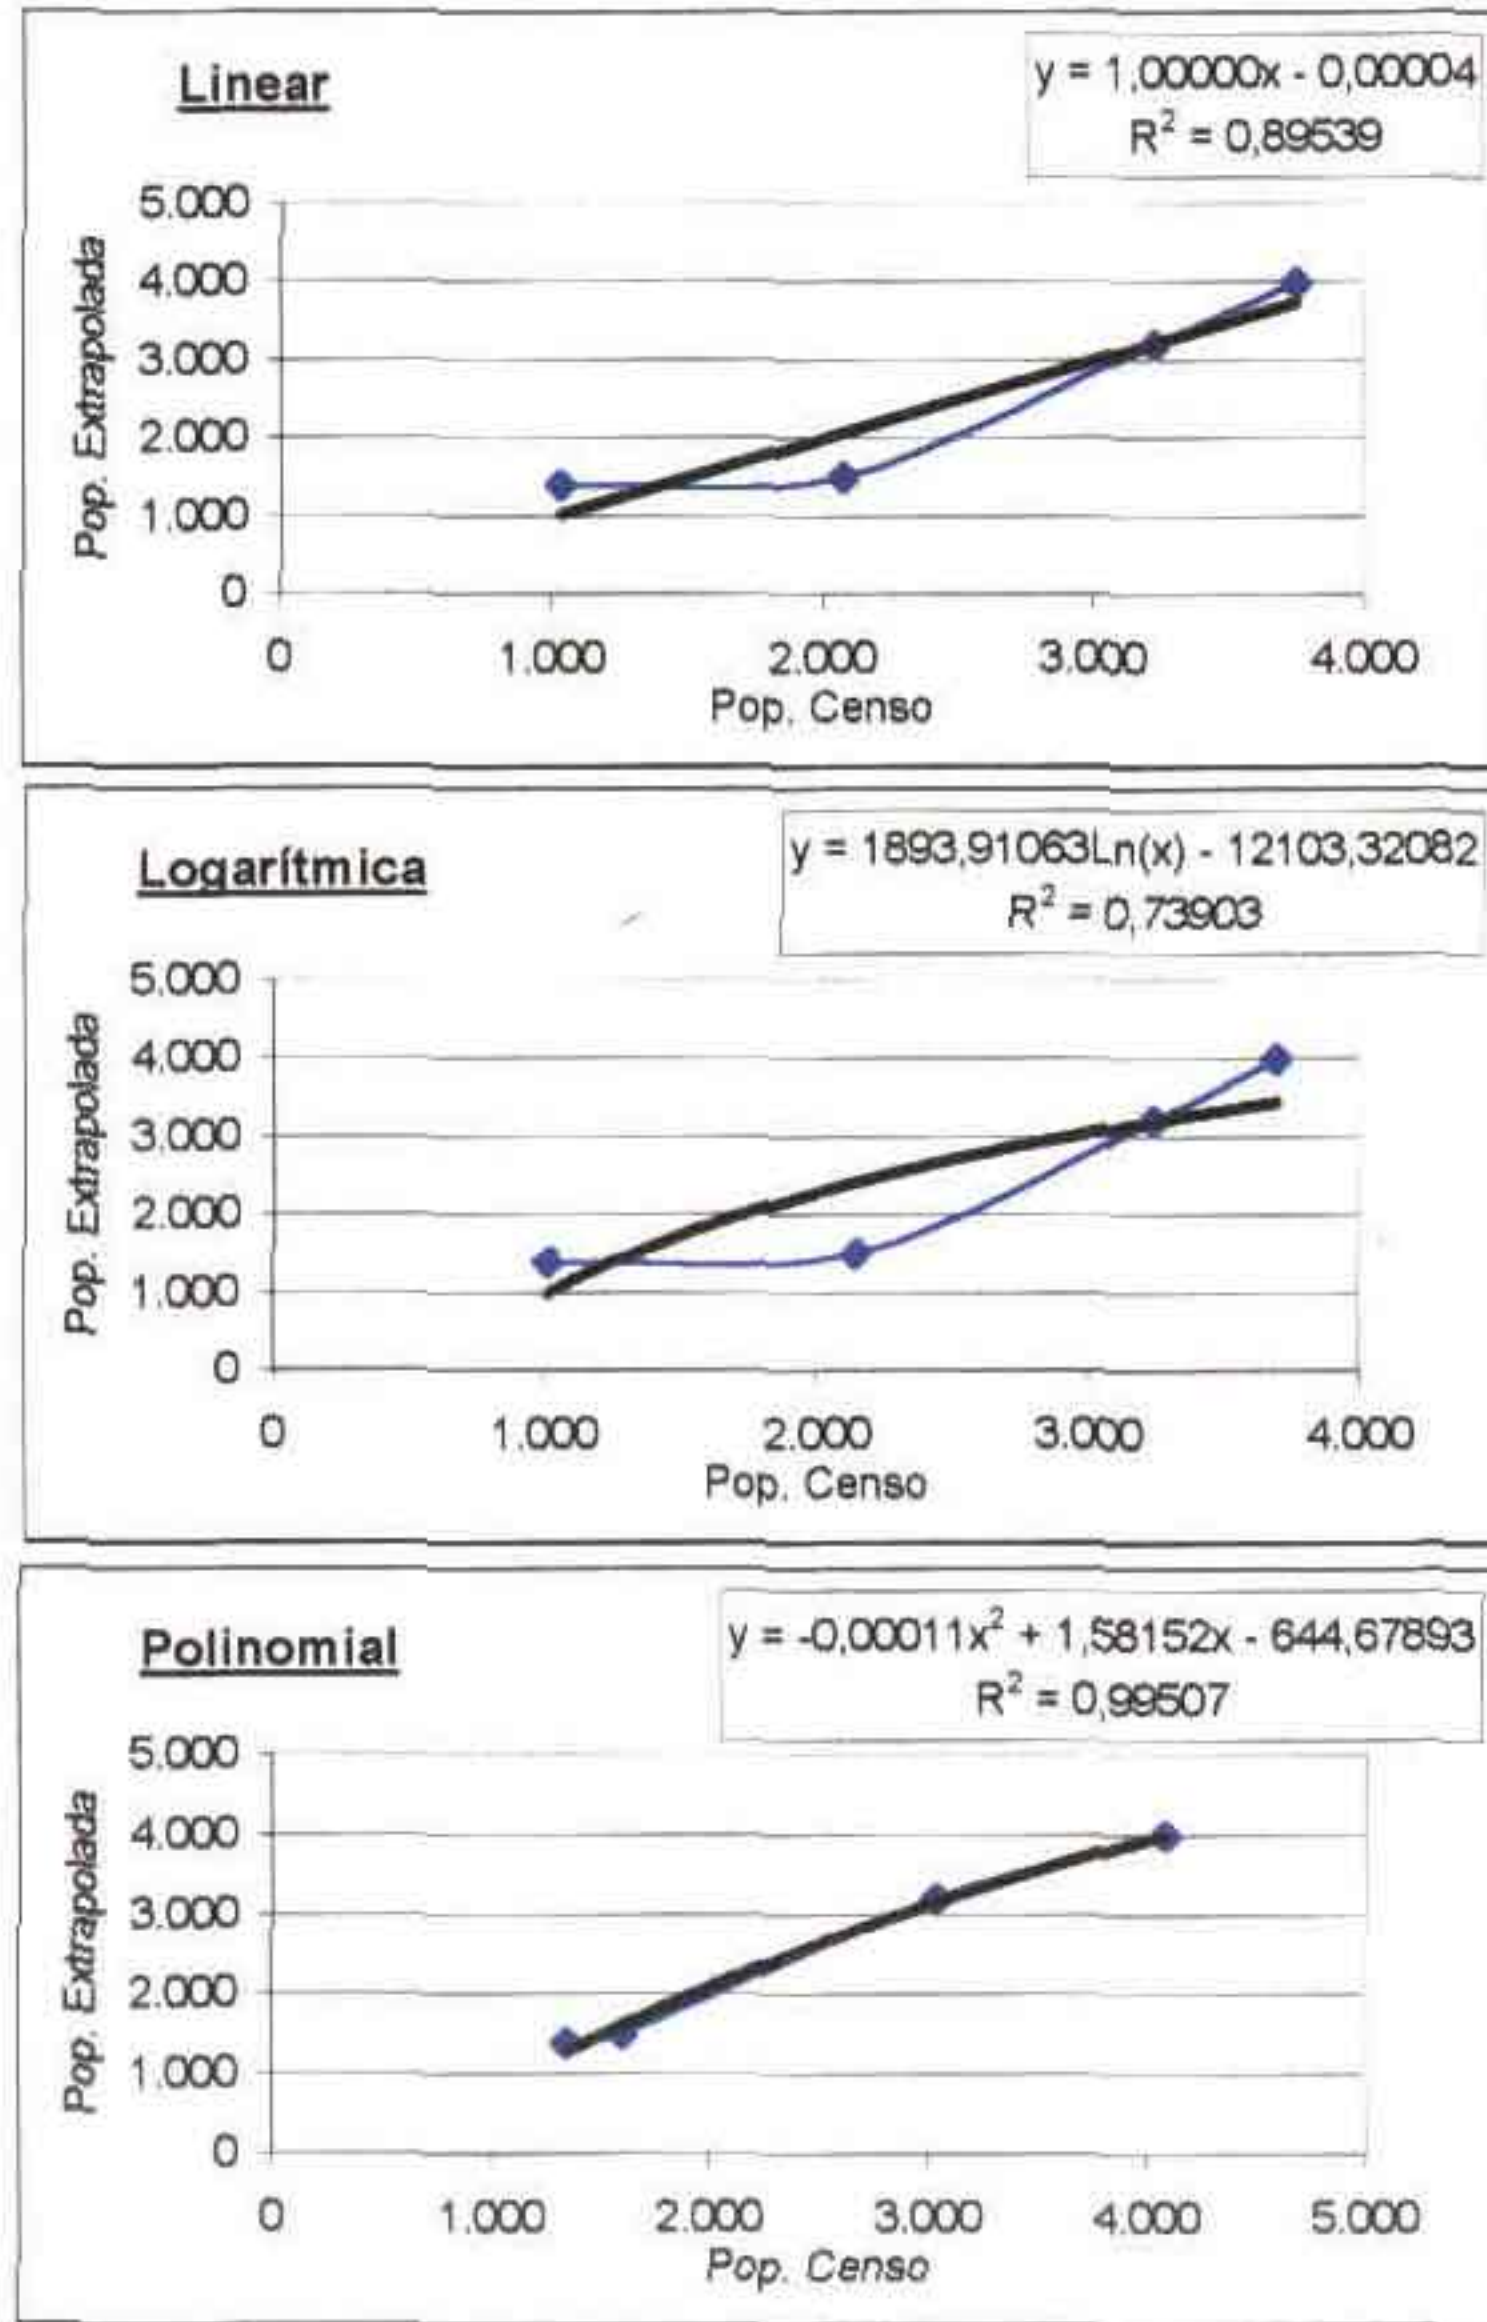 Linear
y = 1,00000x - 0,00004
R² = 0,89539
Pop. Extrapolada
5.000
4.000
3.000
2.000
1.000
0
0 1.000 2.000 3.000 4.000
Pop. Censo
Logarítmica
y = 1893,91063Ln(x) - 12103,32082
R² = 0,73903
Pop. Extrapolada
5.000
4.000
3.000
2.000
1.000
0
0 1.000 2.000 3.000 4.000
Pop. Censo
Polinomial
y = -0,00011x² + 1,58152x - 644,67893
R² = 0,99507
Pop. Extrapolada
5.000
4.000
3.000
2.000
1.000
0
0 1.000 2.000 3.000 4.000 5.000
Pop. Censo